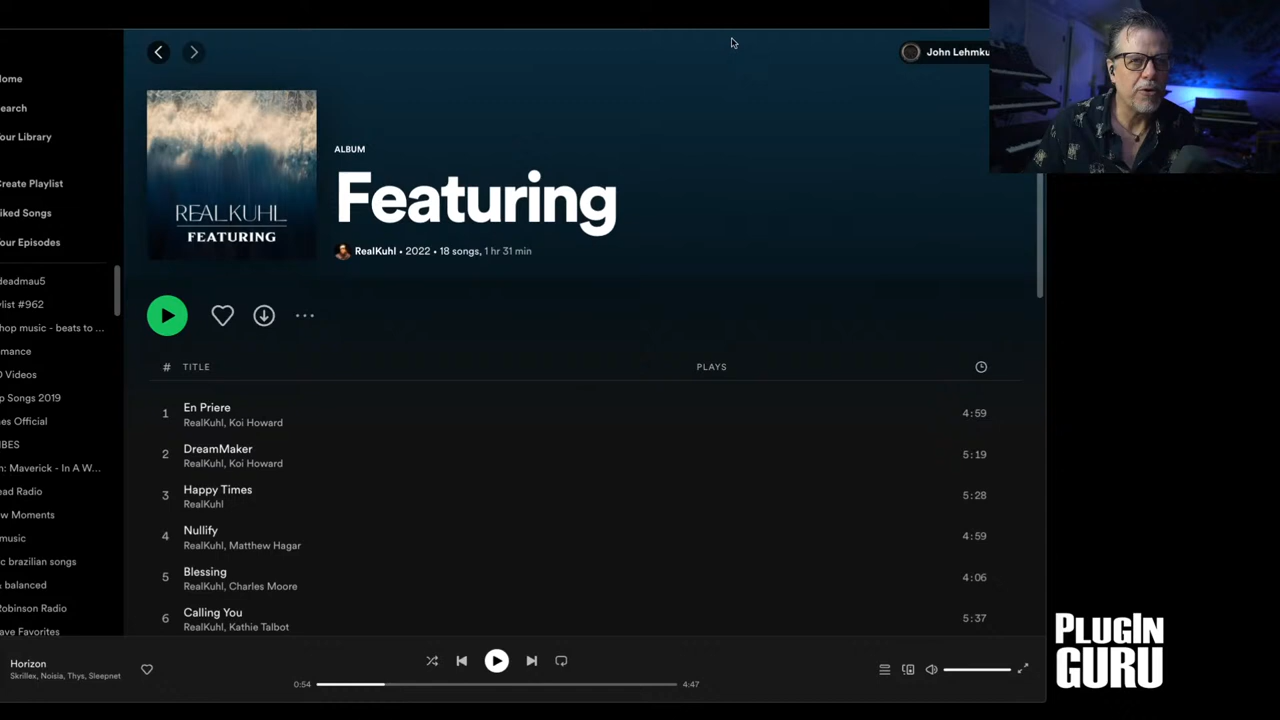 ome
earch
our Library
reate Playlist
iked Songs
our Episodes
deadmau5
ylist #962
hop music - beats to ...
mance
O Videos
p Songs 2019
es Official
IBES
n: Maverick - In A W...
ead Radio
ew Moments
music
c brazilian songs
& balanced
Robinson Radio
ave Favorites
John Lehmku
REALKUHL
FEATURING
ALBUM
Featuring
RealKuhl • 2022 • 18 songs, 1 hr 31 min
# TITLE PLAYS
1 En Priere 4:59
RealKuhl, Koi Howard
2 DreamMaker 5:19
RealKuhl, Koi Howard
3 Happy Times 5:28
RealKuhl
4 Nullify 4:59
RealKuhl, Matthew Hagar
5 Blessing 4:06
RealKuhl, Charles Moore
6 Calling You 5:37
RealKuhl, Kathie Talbot
Horizon
Skrillex, Noisia, Thys, Sleepnet
0:54 4:47
PLUGIN
GURU